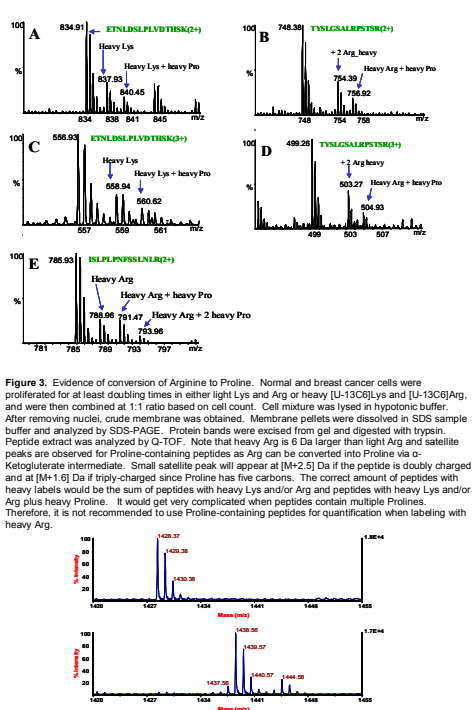 A
834.91
ETNLDSLPLVDTHSK(2+)
Heavy Lys
837.93
Heavy Lys + heavy Pro
840.45
100
%
834 838 841 845 m/z
B
748.38
TYSLGSALRPSTSR(2+)
+ 2 Arg_heavy
754.39
Heavy Arg + heavy Pro
756.92
100
%
748 754 758 m/z
C
556.93
ETNLDSLPLVDTHSK(3+)
Heavy Lys
558.94
Heavy Lys + heavy Pro
560.62
100
%
557 559 561 m/z
D
499.26
TYSLGSALRPSTSR(3+)
+ 2 Arg heavy
503.27
Heavy Arg + heavy Pro
504.93
100
%
499 503 507 m/z
E
785.93
ISLPLPNFSSLNLR(2+)
Heavy Arg
788.96
Heavy Arg + heavy Pro
791.47
Heavy Arg + 2 heavy Pro
793.96
100
%
781 785 789 793 797 m/z
Figure 3. Evidence of conversion of Arginine to Proline. Normal and breast cancer cells were
proliferated for at least doubling times in either light Lys and Arg or heavy [U-13C6]Lys and [U-13C6]Arg,
and were then combined at 1:1 ratio based on cell count. Cell mixture was lysed in hypotonic buffer.
After removing nuclei, crude membrane was obtained. Membrane pellets were dissolved in SDS sample
buffer and analyzed by SDS-PAGE. Protein bands were excised from gel and digested with trypsin.
Peptide extract was analyzed by Q-TOF. Note that heavy Arg is 6 Da larger than light Arg and satellite
peaks are observed for Proline-containing peptides as Arg can be converted into Proline via α-
Ketogluterate intermediate. Small satellite peak will appear at [M+2.5] Da if the peptide is doubly charged
and at [M+1.6] Da if triply-charged since Proline has five carbons. The correct amount of peptides with
heavy labels would be the sum of peptides with heavy Lys and/or Arg and peptides with heavy Lys and/or
Arg plus heavy Proline. It would get very complicated when peptides contain multiple Prolines.
Therefore, it is not recommended to use Proline-containing peptides for quantification when labeling with
heavy Arg.
1428.37
1429.38
1430.38
1.8E+4
% Intensity
100
80
60
40
20
1420 1427 1434 1441 1448 1455
Mass (m/z)
1437.56
1438.56
1439.57
1440.57
1444.58
1.7E+4
% Intensity
100
80
60
40
20
1420 1427 1434 1441 1448 1455
Mass (m/z)